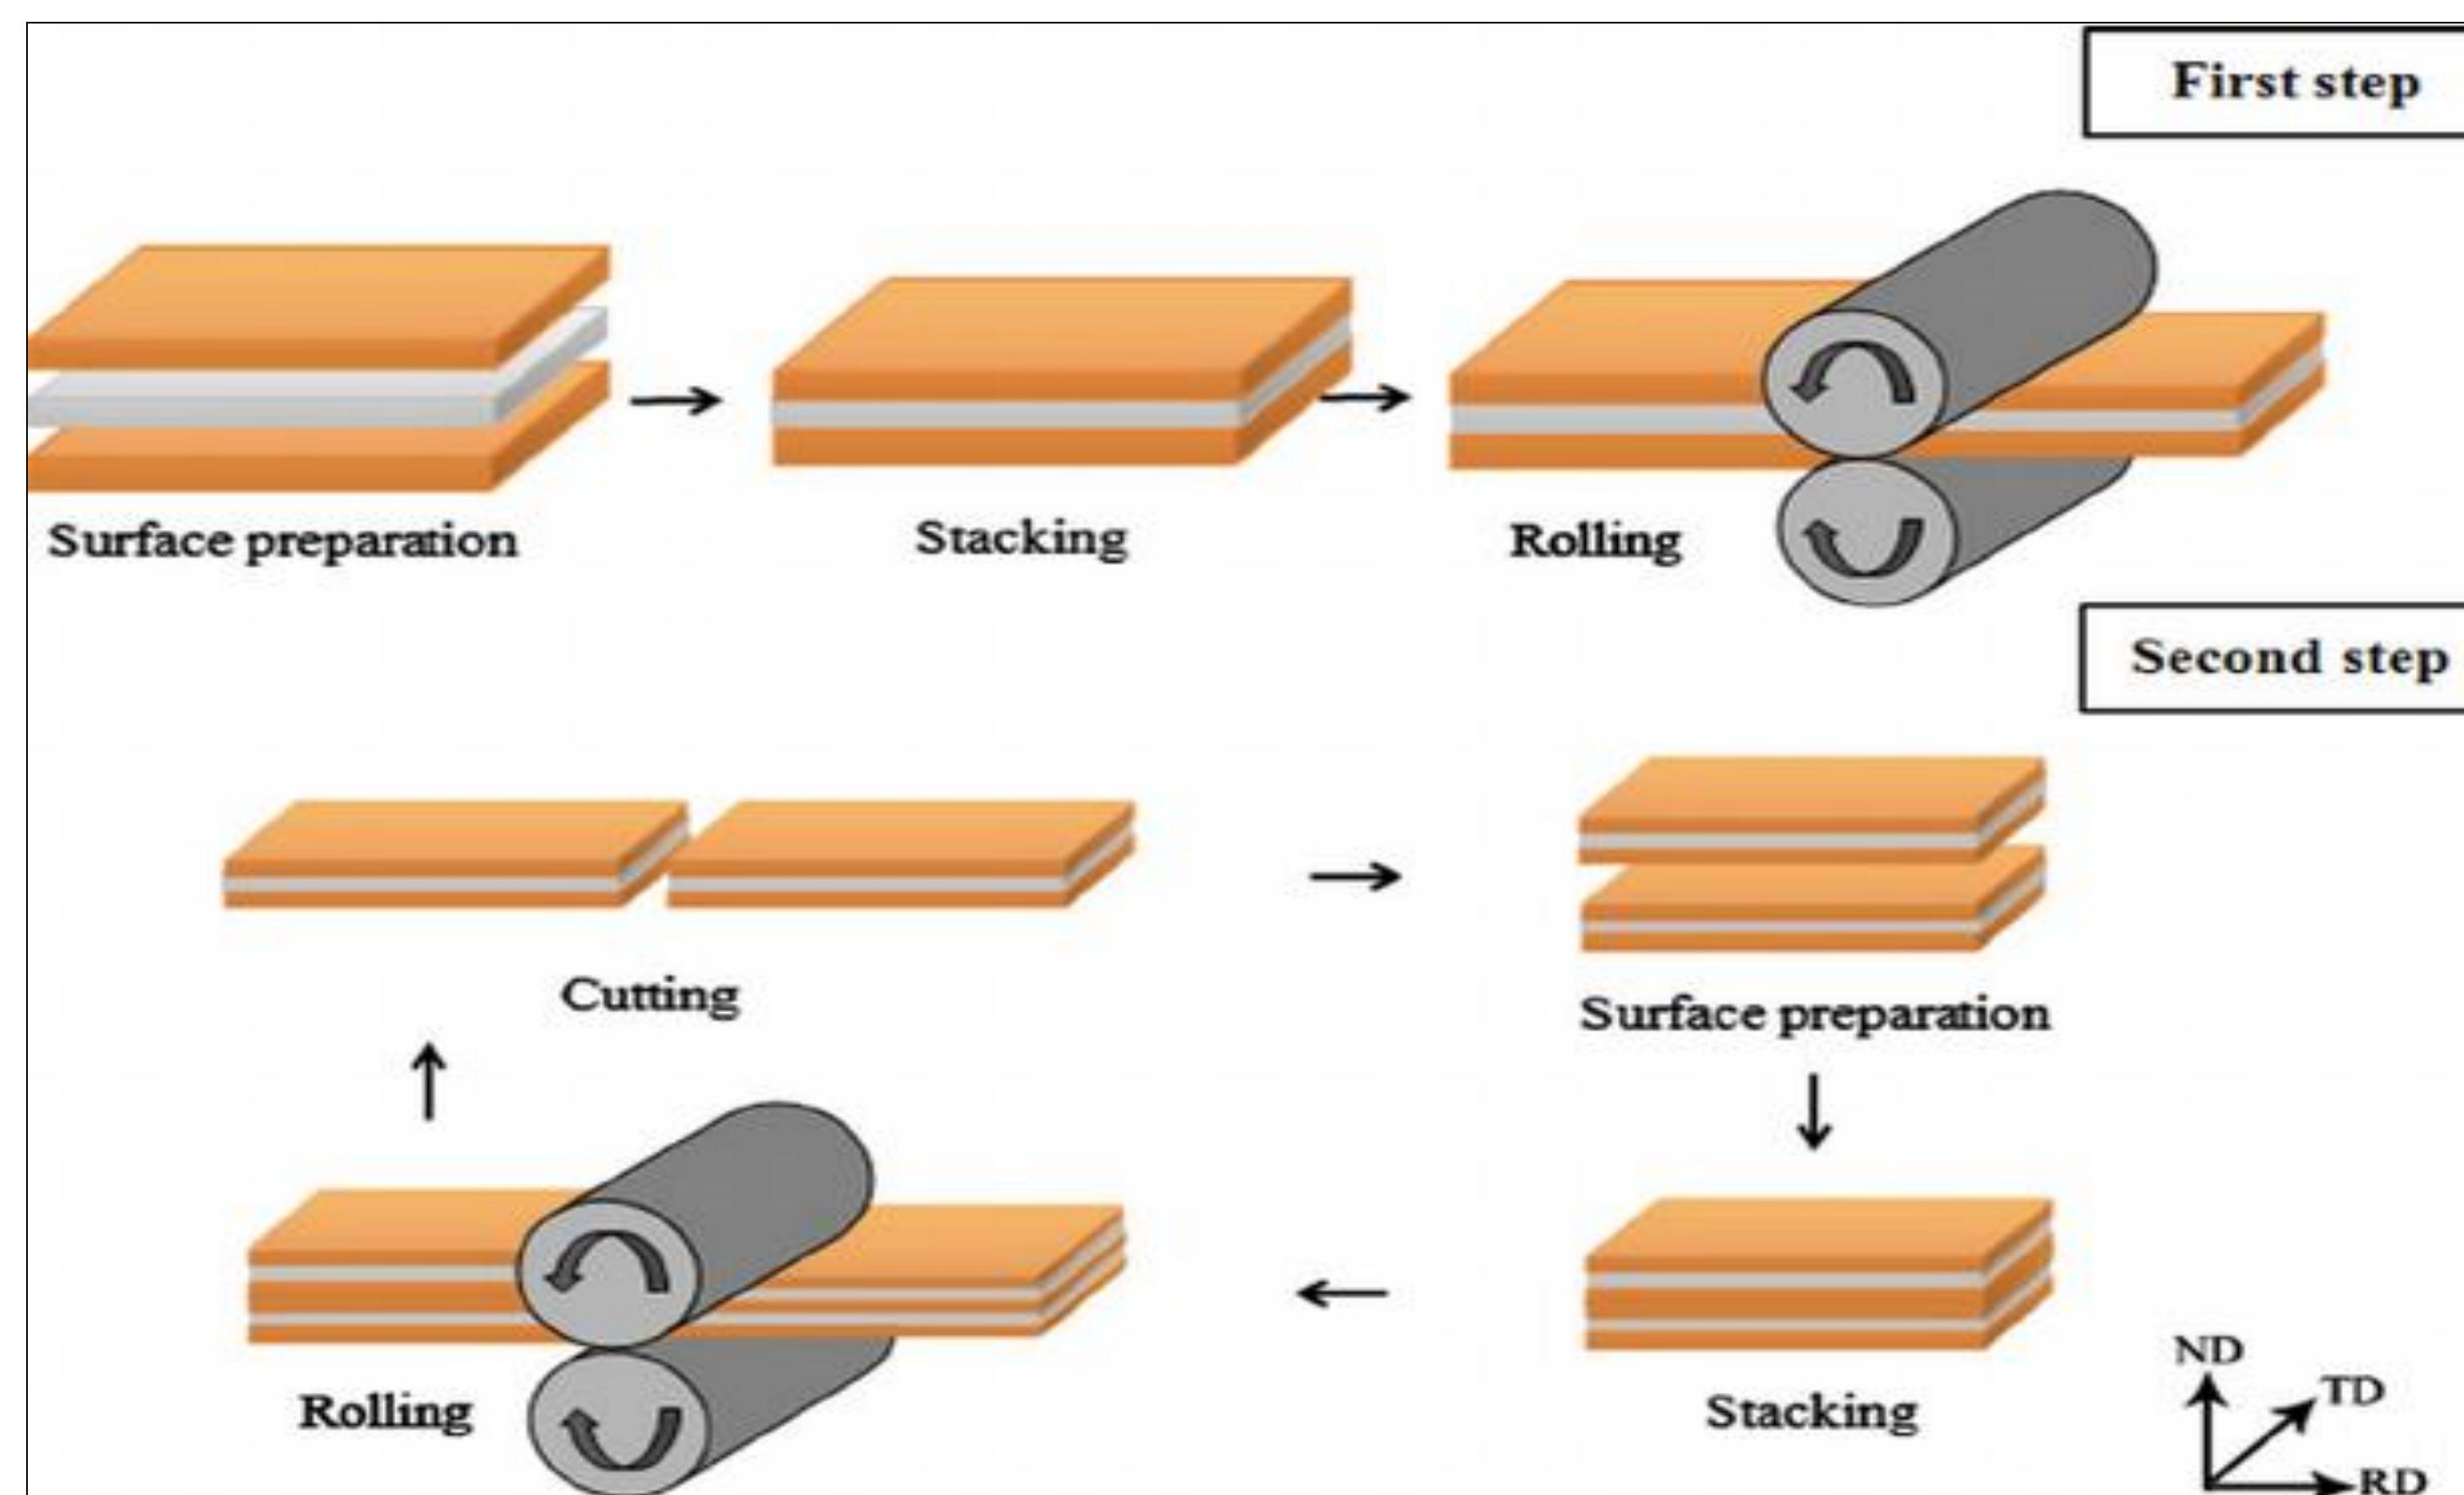 First step
Surface preparation
Stacking
Rolling
Second step
Cutting
Surface preparation
Rolling
Stacking
ND
TD
RD